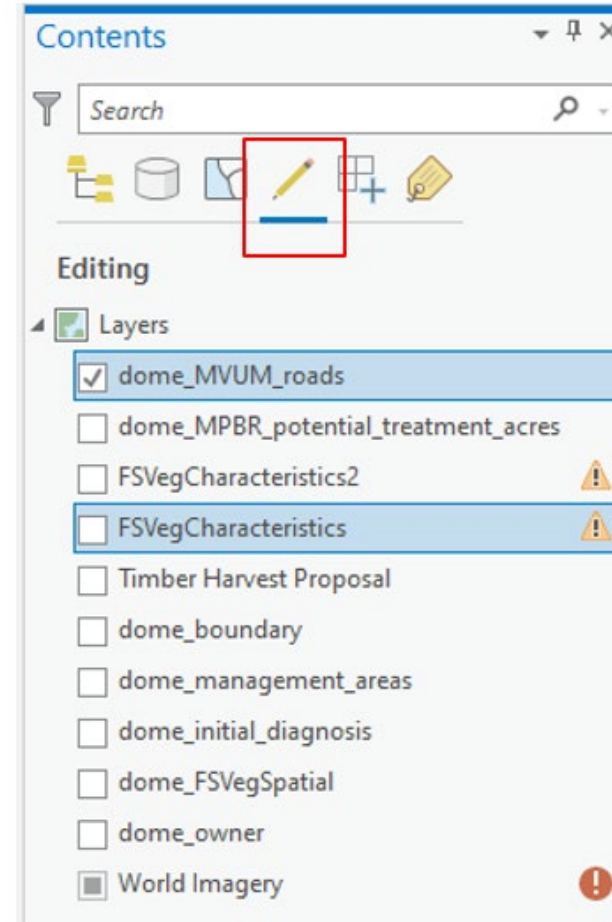 Contents
Search
Editing
Layers
dome_MVUM_roads
dome_MPBR_potential_treatment_acres
FSVegCharacteristics2
FSVegCharacteristics
Timber Harvest Proposal
dome_boundary
dome_management_areas
dome_initial_diagnosis
dome_FSVegSpatial
dome_owner
World Imagery